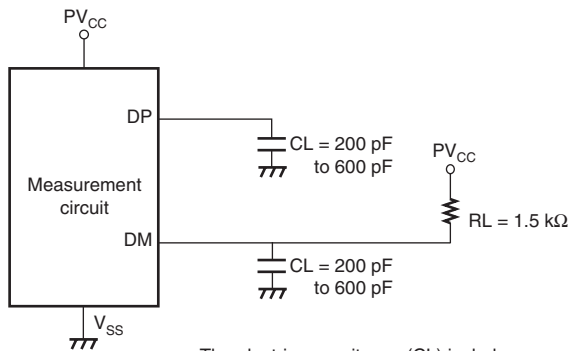 PVCC
DP
CL = 200 pF
to 600 pF
PVCC
Measurement
circuit
RL = 1.5 kΩ
DM
CL = 200 pF
to 600 pF
VSS